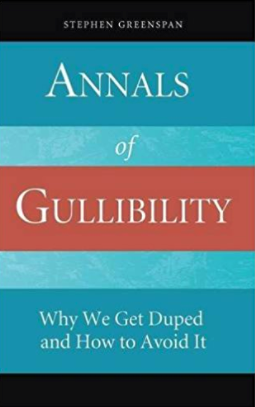 STEPHEN GREENSPAN
ANNALS
of
GULLIBILITY
Why We Get Duped
and How to Avoid It